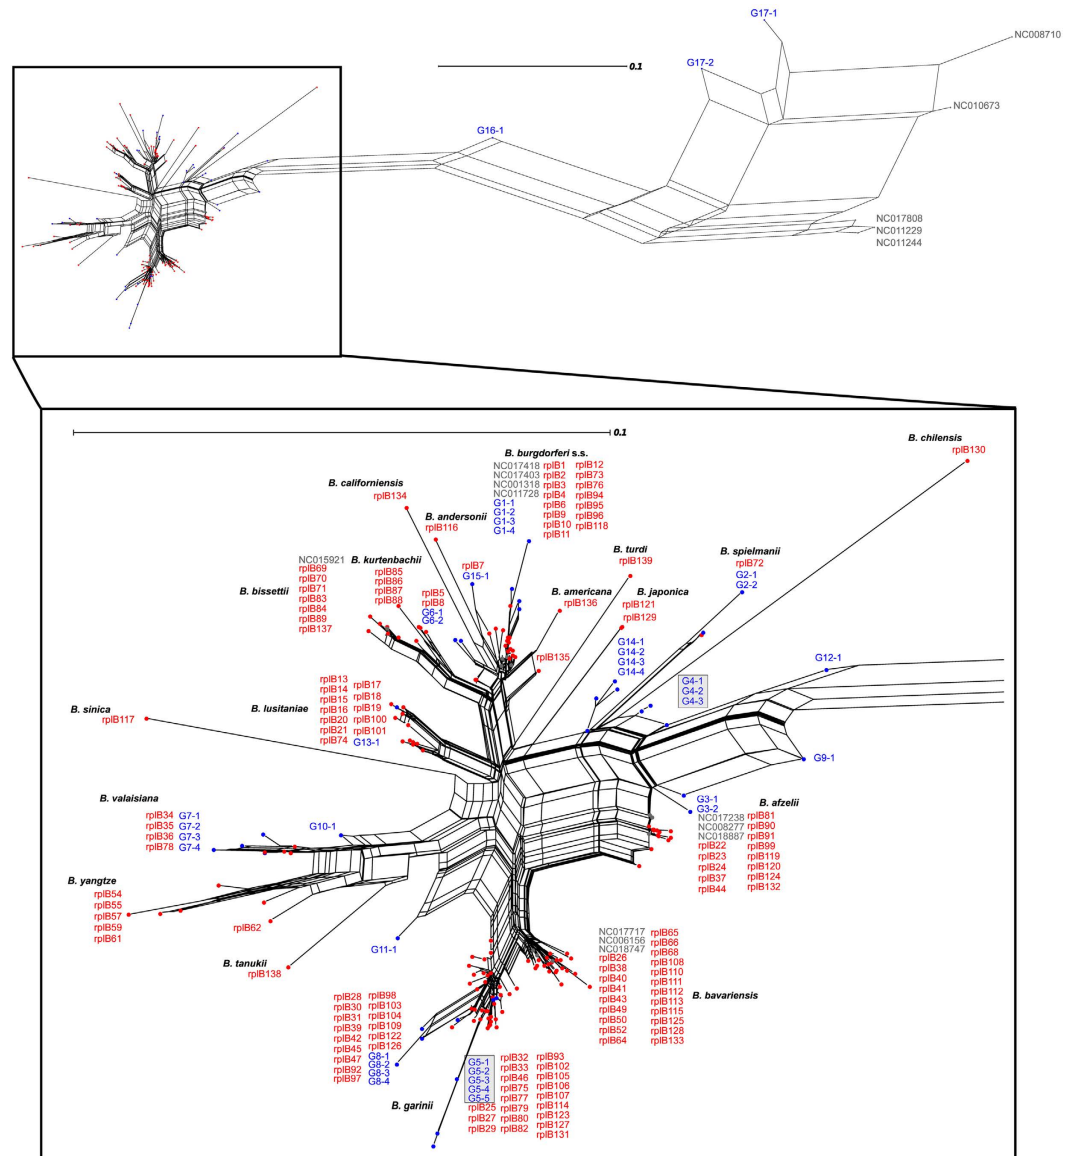 G17-1
NC008710
G17-2
0.1
NC010673
G16-1
NC017808
NC011229
NC011244
0.1
B. chilensis
rplB130
B. burgdorferi s.s.
NC017418 rplB1 rplB12
NC017403 rplB2 rplB73
NC001318 rplB3 rplB76
NC011728 rplB4 rplB94
G1-1 rplB6 rplB95
G1-2 rplB9 rplB96
G1-3 rplB10 rplB118
G1-4 rplB11
B. californiensis
rplB134
B. andersonii
rplB116
B. turdi
rplB139
B. spielmanii
rplB72
G2-1
G2-2
B. kurtenbachii
rplB85
rplB86
rplB87
rplB88
B. bissettii
NC015921
rplB69
rplB70
rplB71
rplB83
rplB84
rplB89
rplB137
rplB5
rplB8
G6-1
G6-2
rplB7
G15-1
B. americana
rplB136
rplB135
B. japonica
rplB121
rplB129
G14-1
G14-2
G14-3
G14-4
G4-1
G4-2
G4-3
G12-1
B. lusitaniae
rplB13
rplB14 rplB17
rplB15 rplB18
rplB16 rplB19
rplB20 rplB100
rplB21 rplB101
rplB74 G13-1
B. sinica
rplB117
G9-1
B. valaisiana
rplB34 G7-1
rplB35 G7-2
rplB36 G7-3
rplB78 G7-4
G10-1
G3-1
G3-2
B. afzelii
NC017238 rplB81
NC008277 rplB90
NC018887 rplB91
rplB22 rplB99
rplB23 rplB119
rplB24 rplB120
rplB37 rplB124
rplB44 rplB132
B. yangtze
rplB54
rplB55
rplB57
rplB59
rplB61
rplB62
G11-1
B. tanukii
rplB138
NC017717 rplB65
NC006156 rplB66
NC018747 rplB68
rplB26 rplB108
rplB38 rplB110
rplB40 rplB111
rplB41 rplB112
rplB43 rplB113
rplB49 rplB115
rplB50 rplB125
rplB52 rplB128
rplB64 rplB133
B. bavariensis
rplB28 rplB98
rplB30 rplB103
rplB31 rplB104
rplB39 rplB109
rplB42 rplB122
rplB45 rplB126
rplB47 G8-1
rplB92 G8-2
rplB97 G8-3
G8-4
B. garinii
G5-1 rplB32 rplB93
G5-2 rplB33 rplB102
G5-3 rplB46 rplB105
G5-4 rplB75 rplB106
G5-5 rplB77 rplB107
rplB25 rplB79 rplB114
rplB27 rplB80 rplB123
rplB29 rplB82 rplB127
rplB131